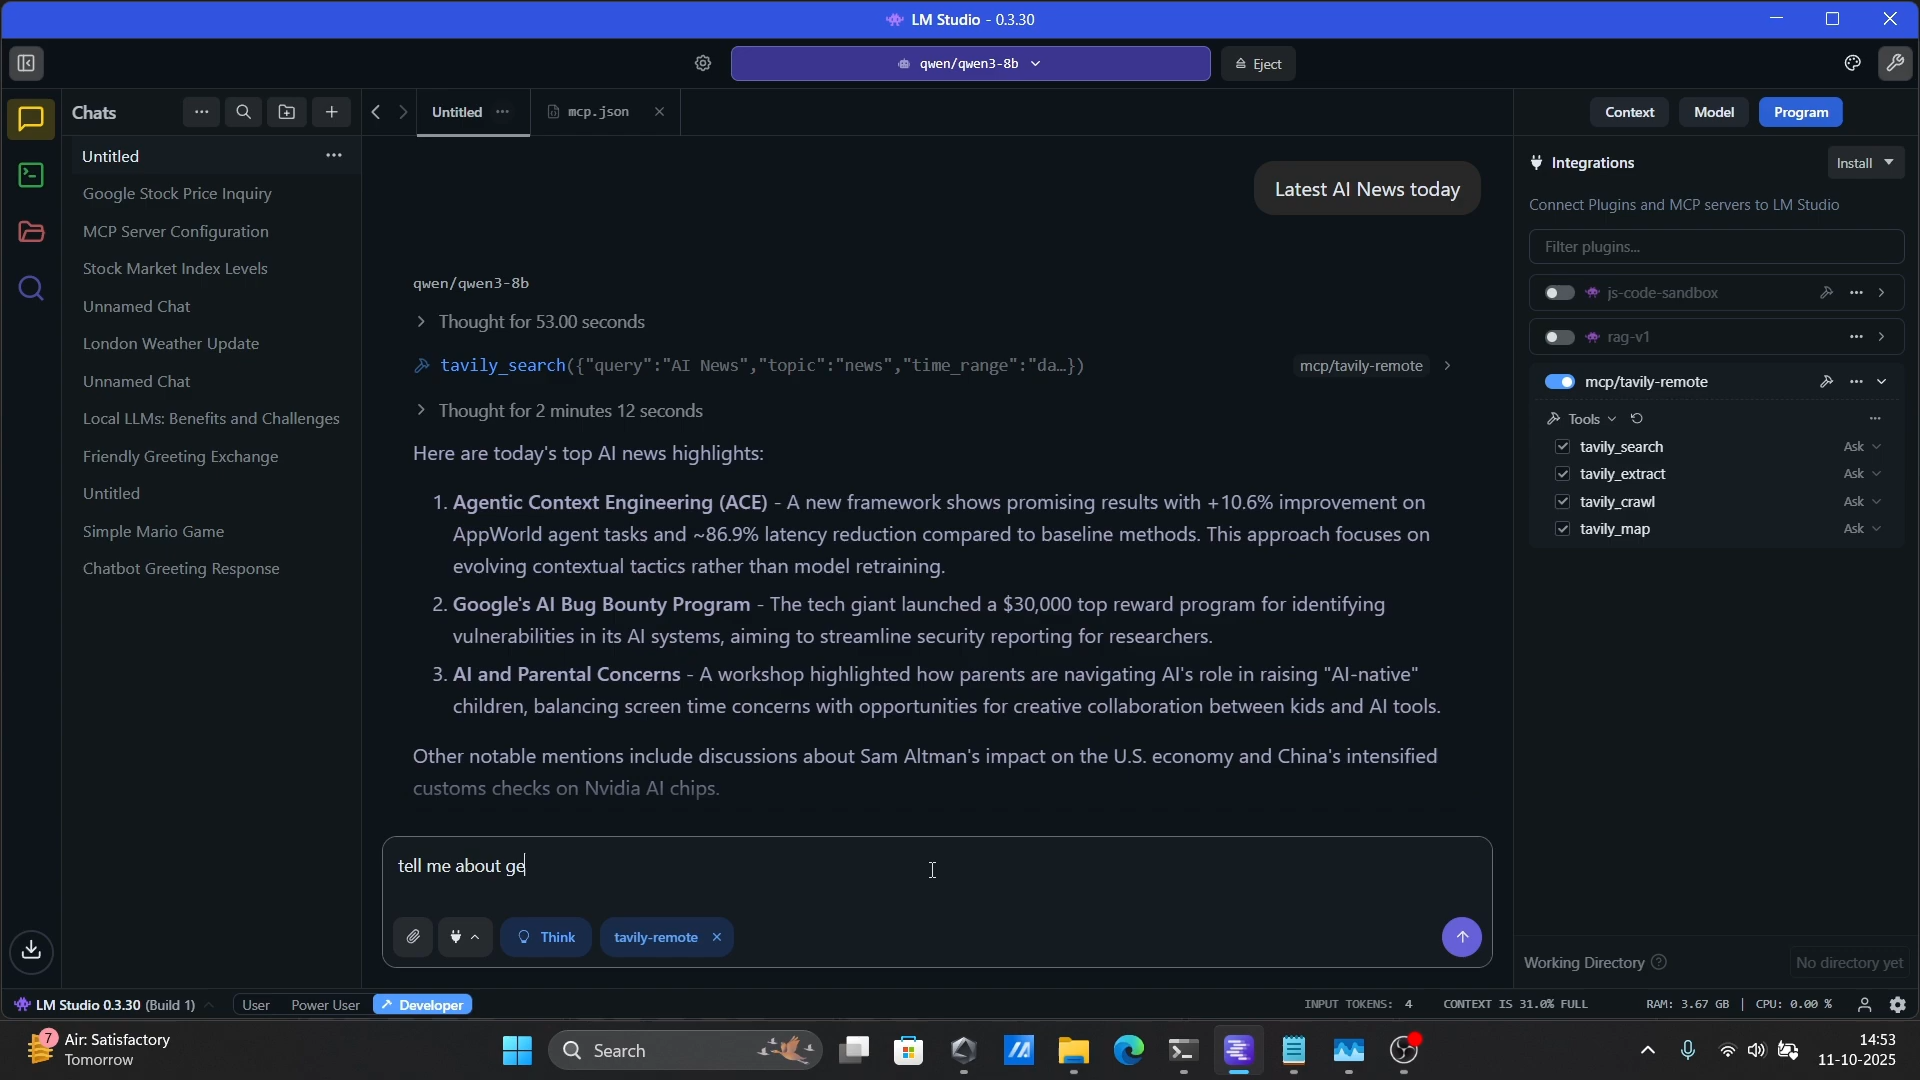 LM Studio - 0.3.30
qwen/qwen3-8b
Eject
Chats
Untitled
mcp.json
Context
Model
Program
Untitled
Google Stock Price Inquiry
MCP Server Configuration
Stock Market Index Levels
Unnamed Chat
London Weather Update
Unnamed Chat
Local LLMs: Benefits and Challenges
Friendly Greeting Exchange
Untitled
Simple Mario Game
Chatbot Greeting Response
Latest AI News today
qwen/qwen3-8b
Thought for 53.00 seconds
tavily_search({"query":"AI News","topic":"news","time_range":"da…})
mcp/tavily-remote
Thought for 2 minutes 12 seconds
Here are today's top AI news highlights:
1. Agentic Context Engineering (ACE) - A new framework shows promising results with +10.6% improvement on
AppWorld agent tasks and ~86.9% latency reduction compared to baseline methods. This approach focuses on
evolving contextual tactics rather than model retraining.
2. Google's AI Bug Bounty Program - The tech giant launched a $30,000 top reward program for identifying
vulnerabilities in its AI systems, aiming to streamline security reporting for researchers.
3. AI and Parental Concerns - A workshop highlighted how parents are navigating AI's role in raising "AI-native"
children, balancing screen time concerns with opportunities for creative collaboration between kids and AI tools.
Other notable mentions include discussions about Sam Altman's impact on the U.S. economy and China's intensified
customs checks on Nvidia AI chips.
tell me about ge
Think
tavily-remote
Integrations
Install
Connect Plugins and MCP servers to LM Studio
Filter plugins...
js-code-sandbox
rag-v1
mcp/tavily-remote
Tools
tavily_search
Ask
tavily_extract
Ask
tavily_crawl
Ask
tavily_map
Ask
Working Directory
No directory yet
LM Studio 0.3.30 (Build 1)
User
Power User
Developer
INPUT TOKENS: 4
CONTEXT IS 31.0% FULL
RAM: 3.67 GB | CPU: 0.00 %
7
Air: Satisfactory
Tomorrow
Search
14:53
11-10-2025